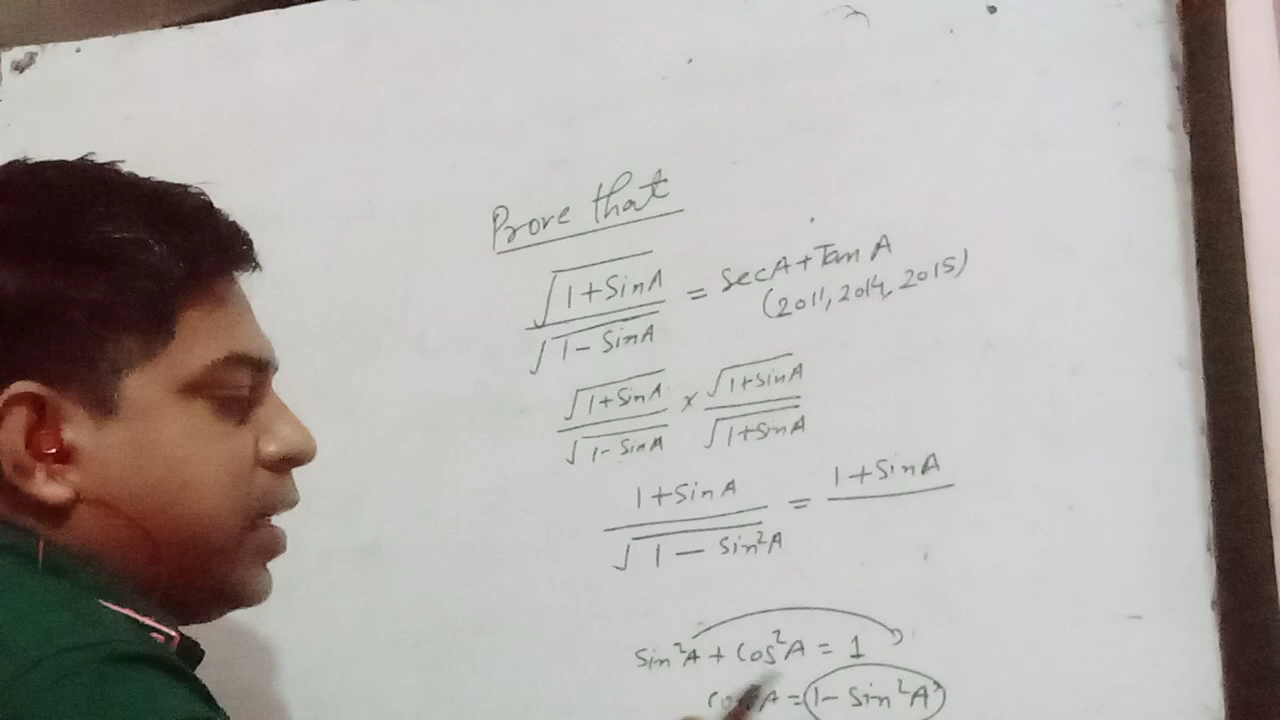 Prove that
√1+SinA / √1-SinA = SecA+TanA
(2011, 2014, 2015)
√1+SinA / √1-SinA × √1+SinA / √1+SinA
1+SinA / √1-Sin²A = 1+SinA
Sin²A+Cos²A = 1
= 1-Sin²A